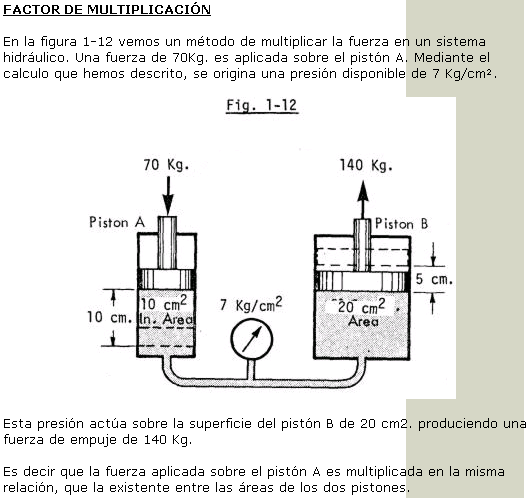 FACTOR DE MULTIPLICACIÓN
En la figura 1-12 vemos un método de multiplicar la fuerza en un sistema
hidráulico. Una fuerza de 70Kg. es aplicada sobre el pistón A. Mediante el
calculo que hemos descrito, se origina una presión disponible de 7 Kg/cm².
Fig. 1-12
70 Kg.
140 Kg.
Piston A
Piston B
5 cm.
10 cm.
10 cm2
In. Area
7 Kg/cm2
20 cm2 .
Area
Esta presión actúa sobre la superficie del pistón B de 20 cm2. produciendo una
fuerza de empuje de 140 Kg.
Es decir que la fuerza aplicada sobre el pistón A es multiplicada en la misma
relación, que la existente entre las áreas de los dos pistones.